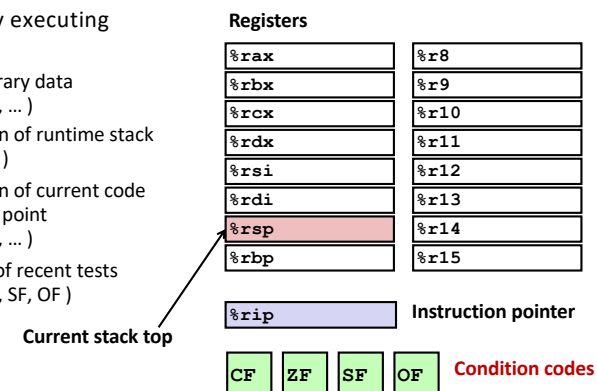 y executing
rary data
, … )
n of runtime stack
)
n of current code
point
, … )
of recent tests
, SF, OF )
Current stack top
Registers
%rax
%rbx
%rcx
%rdx
%rsi
%rdi
%rsp
%rbp
%r8
%r9
%r10
%r11
%r12
%r13
%r14
%r15
%rip
Instruction pointer
CF
ZF
SF
OF
Condition codes